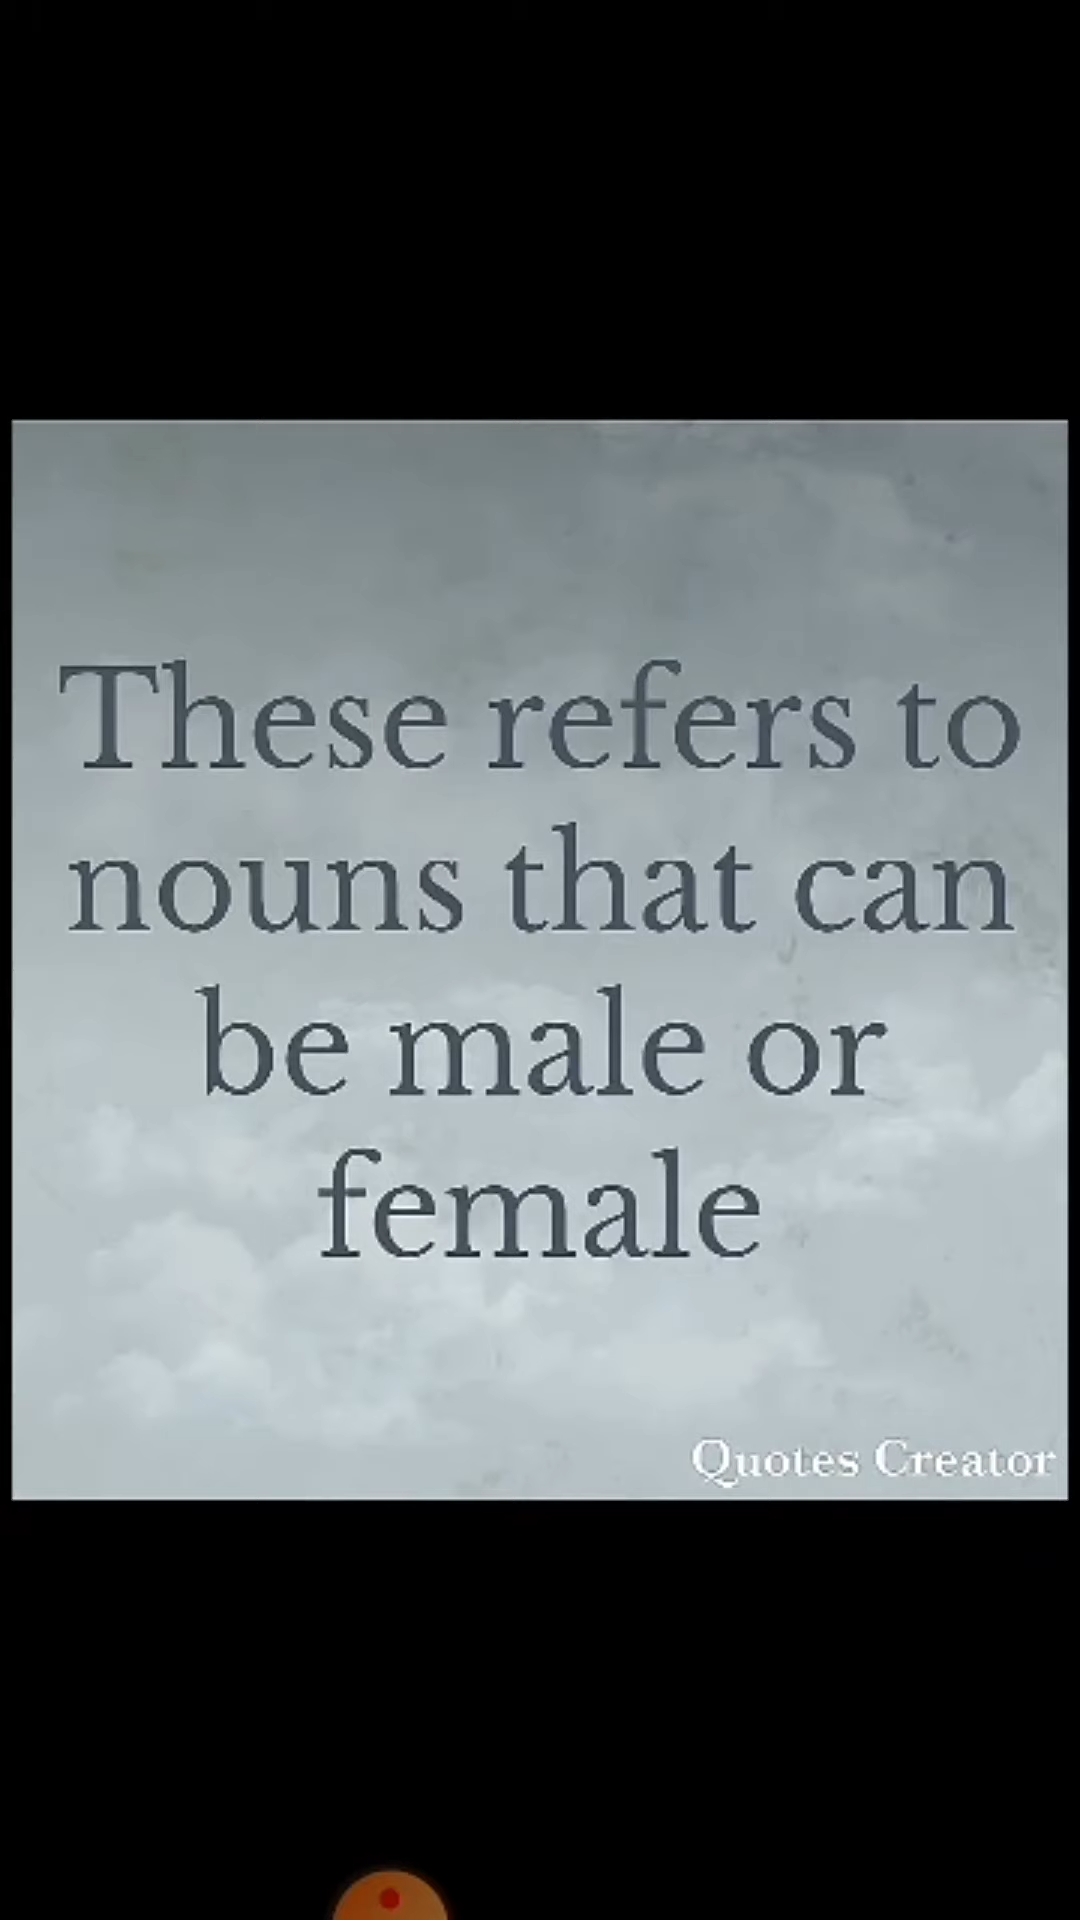 These refers to
nouns that can
be male or
female
Quotes Creator